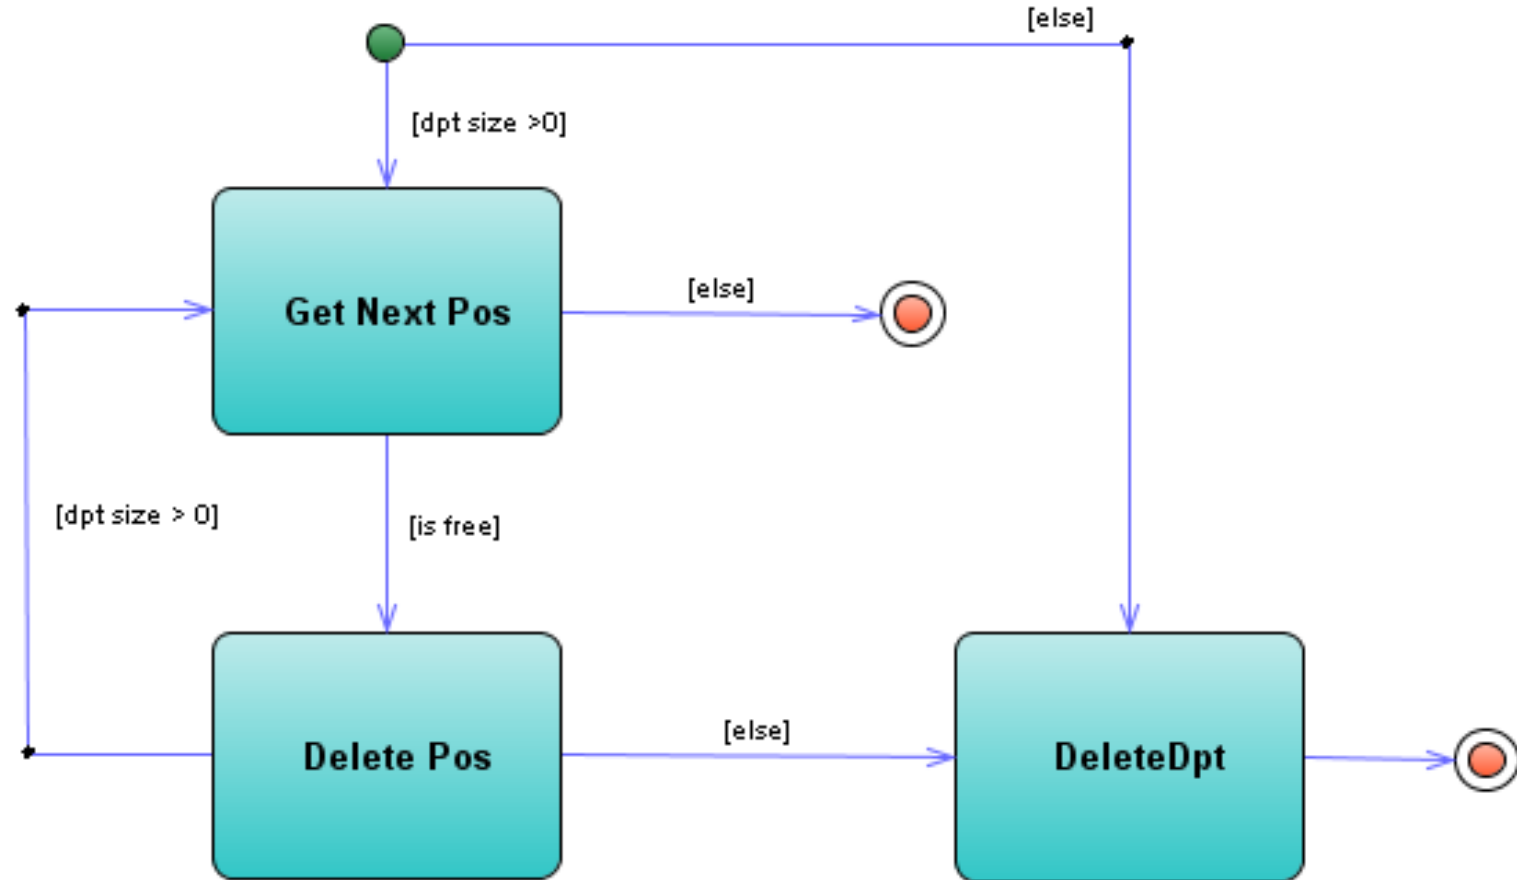 [else]
[dpt size >0]
Get Next Pos
[else]
[dpt size > 0]
[is free]
Delete Pos
[else]
DeleteDpt